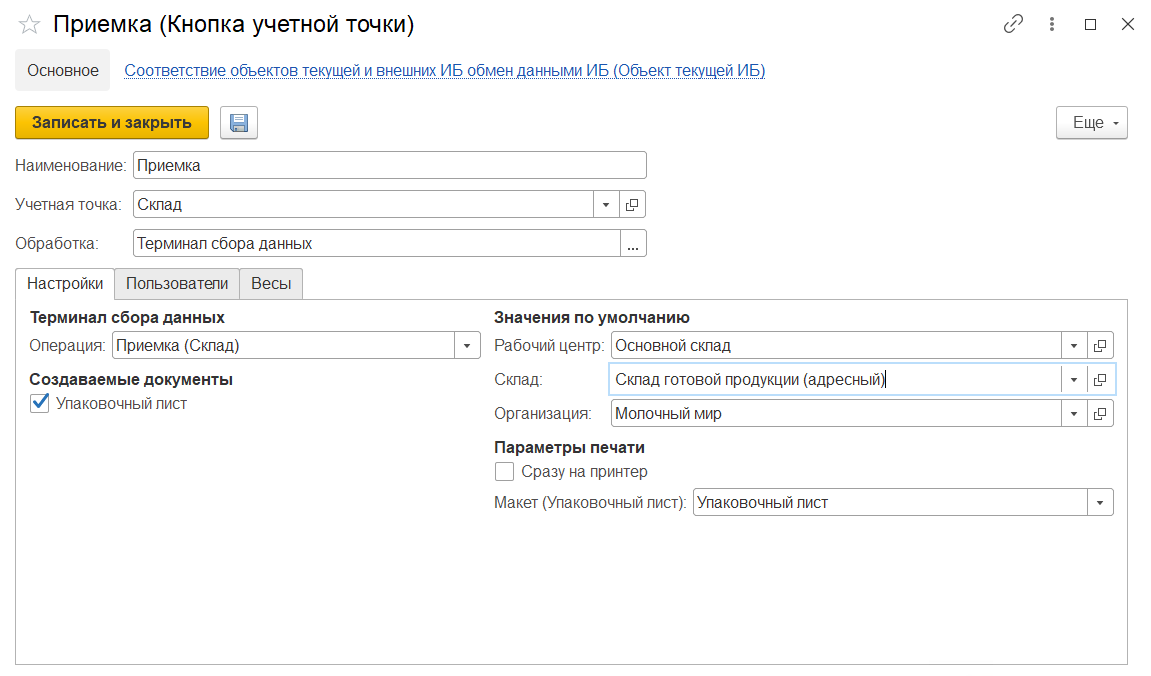 Приемка (Кнопка учетной точки)
Основное Соответствие объектов текущей и внешних ИБ обмен данными ИБ (Объект текущей ИБ)
Записать и закрыть Еще
Наименование: Приемка
Учетная точка: Склад
Обработка: Терминал сбора данных ...
Настройки Пользователи Весы
Терминал сбора данных Значения по умолчанию
Операция: Приемка (Склад) Рабочий центр: Основной склад
Создаваемые документы Склад: Склад готовой продукции (адресный)
Упаковочный лист Организация: Молочный мир
Параметры печати
Сразу на принтер
Макет (Упаковочный лист): Упаковочный лист